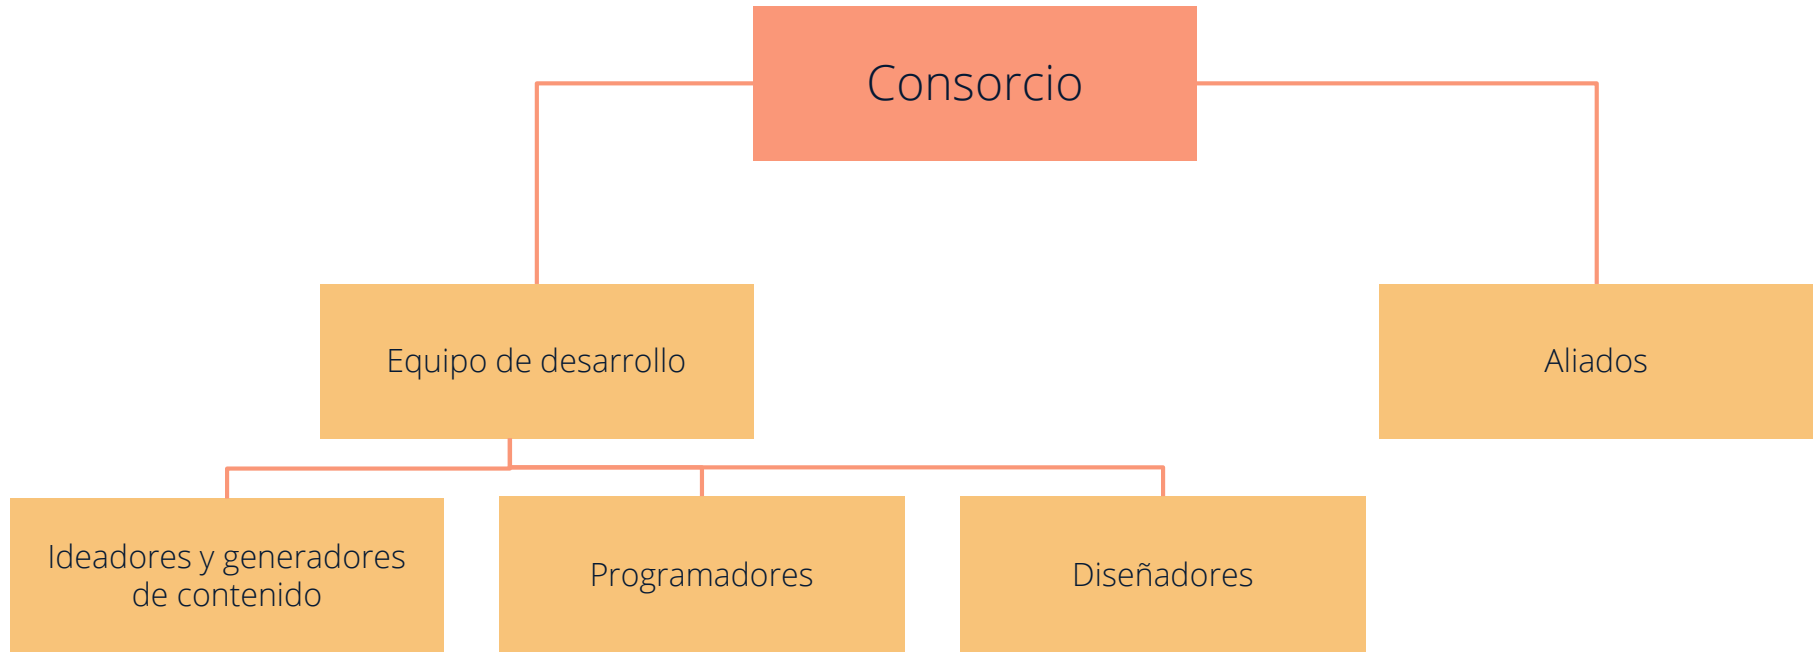 Consorcio
Equipo de desarrollo
Aliados
Ideadores y generadores
de contenido
Programadores
Diseñadores